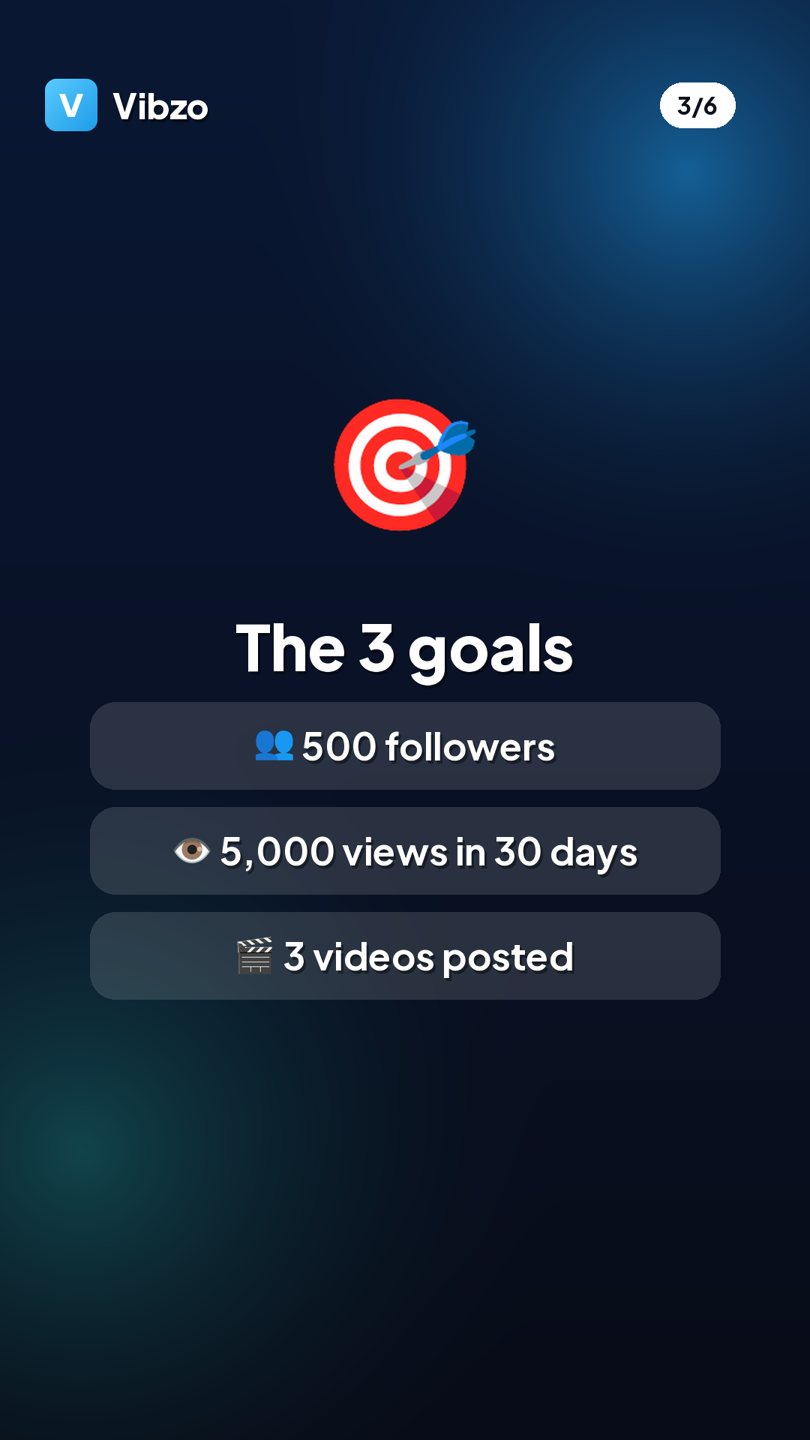 V Vibzo
3/6
The 3 goals
👥 500 followers
👁️ 5,000 views in 30 days
🎬 3 videos posted